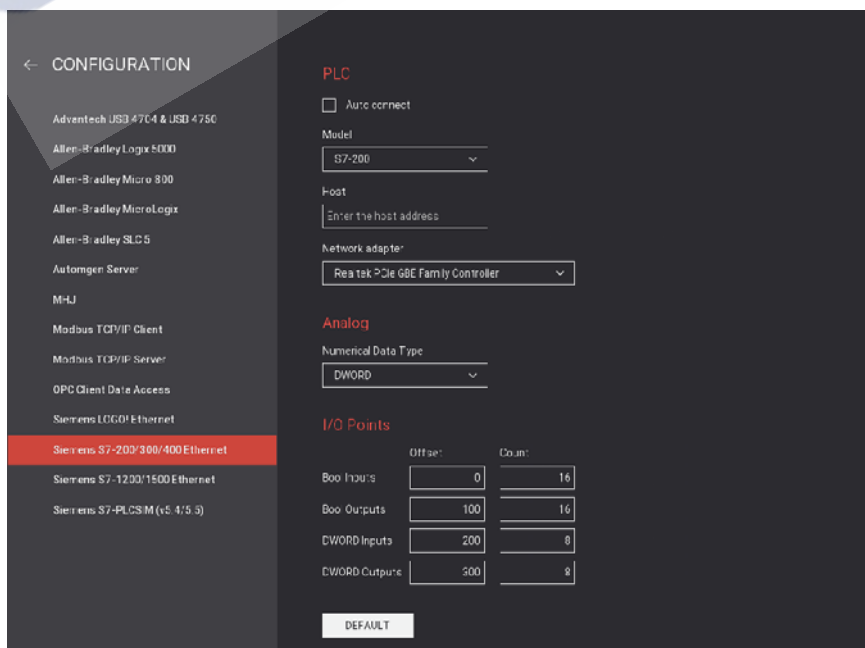 ← CONFIGURATION
Advantech USB 4704 & USB 4750
Allen-Bradley Logix 5000
Allen-Bradley Micro 800
Allen-Bradley MicroLogix
Allen-Bradley SLC 5
Automgen Server
MHJ
Modbus TCP/IP Client
Modbus TCP/IP Server
OPC Client Data Access
Siemens LOGO! Ethernet
Siemens S7-200/300/400 Ethernet
Siemens S7-1200/1500 Ethernet
Siemens S7-PLCSIM (v5.4/5.5)
PLC
Auto connect
Model
S7-200
Host
Enter the host address
Network adapter
Realtek PCIe GBE Family Controller
Analog
Numerical Data Type
DWORD
I/O Points
Offset Count
Bool Inputs 0 16
Bool Outputs 100 16
DWORD Inputs 200 8
DWORD Outputs 300 8
DEFAULT